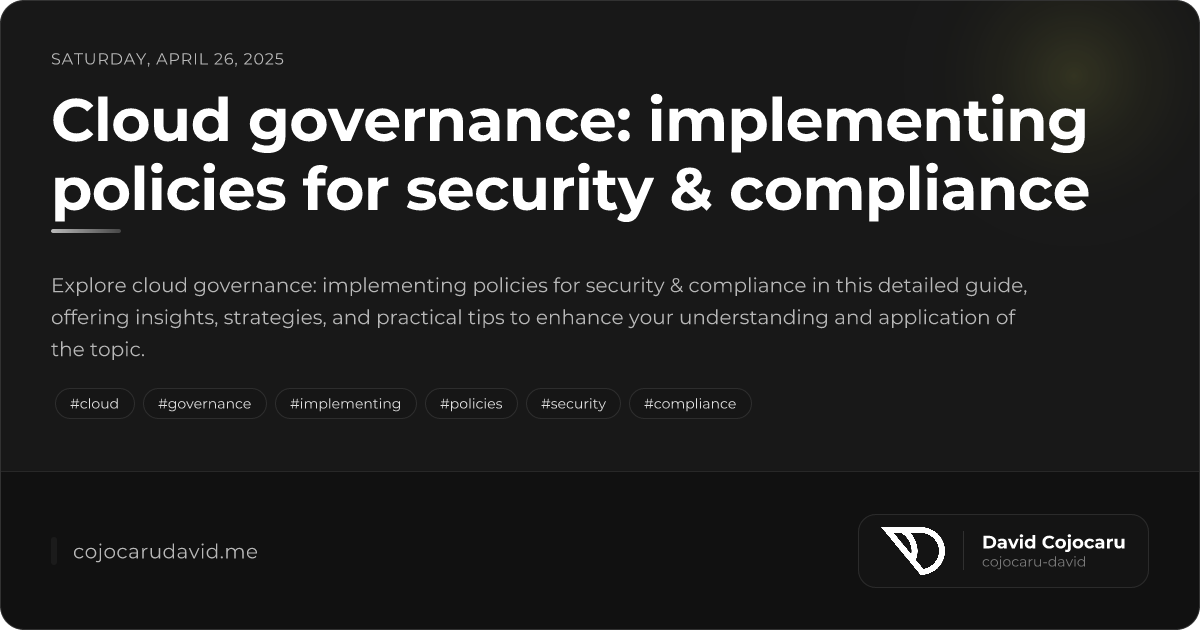 SATURDAY, APRIL 26, 2025
Cloud governance: implementing
policies for security & compliance
Explore cloud governance: implementing policies for security & compliance in this detailed guide,
offering insights, strategies, and practical tips to enhance your understanding and application of
the topic.
#cloud #governance #implementing #policies #security #compliance
cojocarudavid.me
David Cojocaru
cojocaru-david